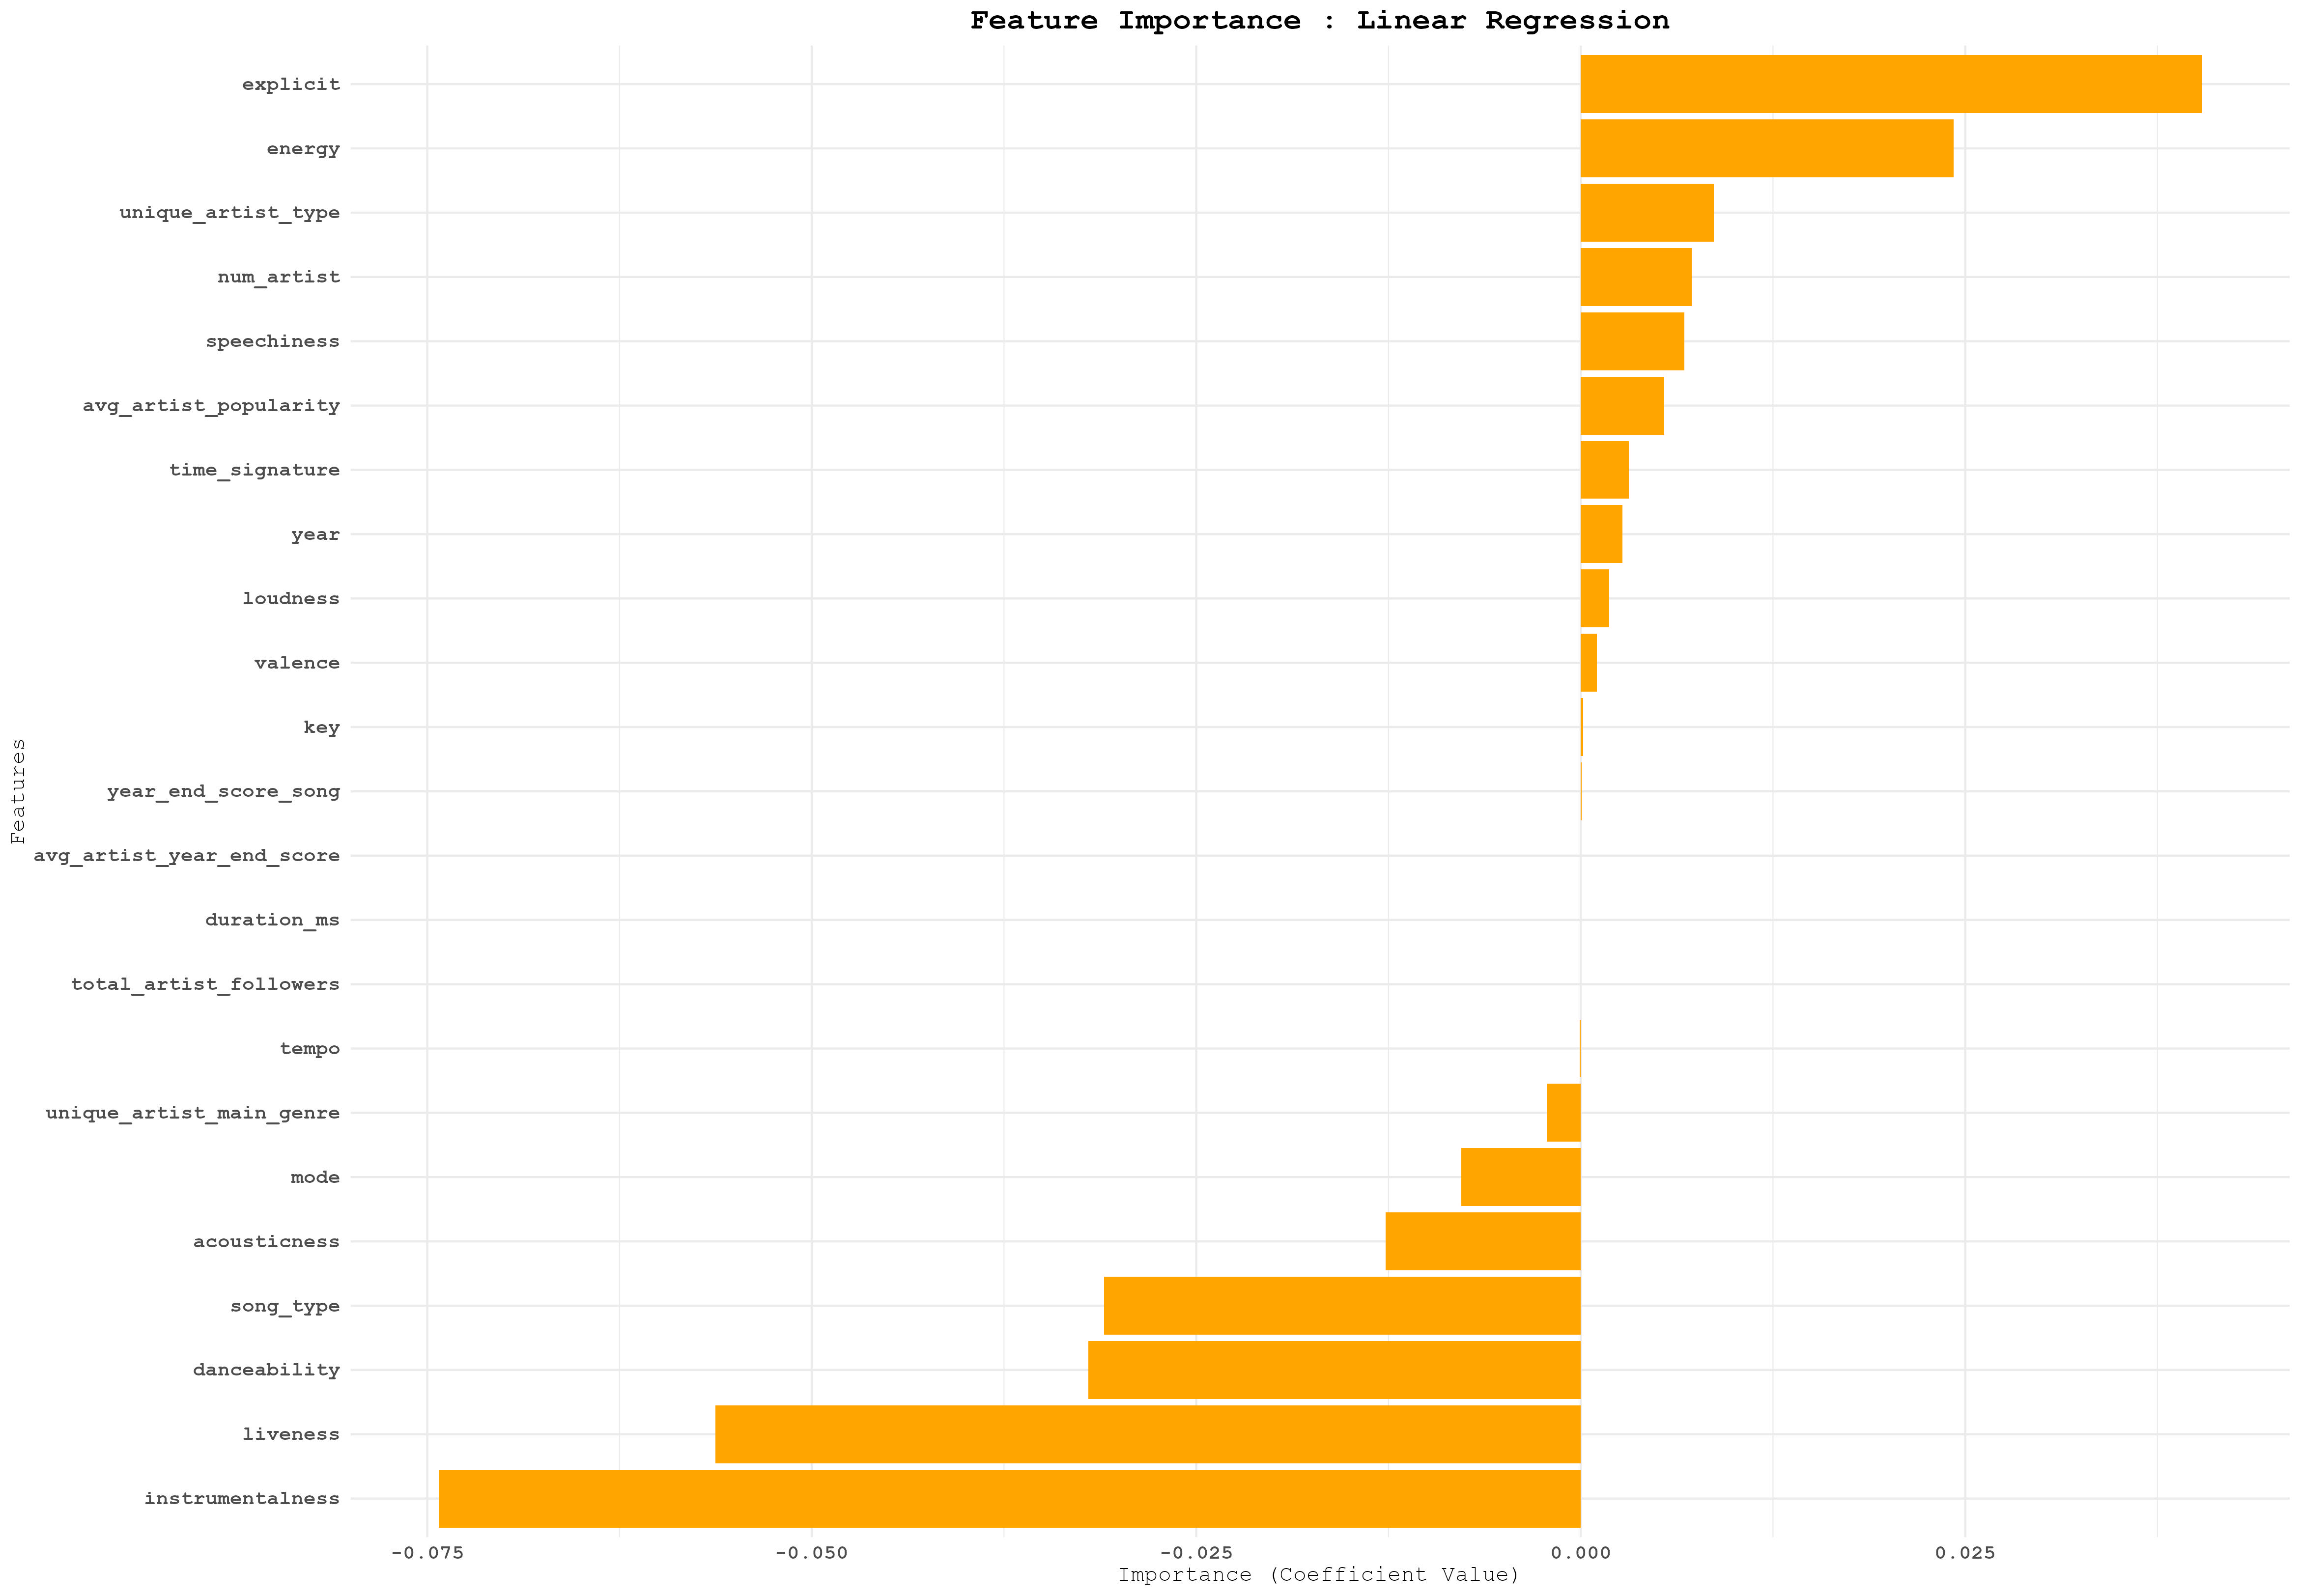 Feature Importance : Linear Regression
explicit
energy
unique_artist_type
num_artist
speechiness
avg_artist_popularity
time_signature
year
loudness
valence
key
year_end_score_song
avg_artist_year_end_score
duration_ms
total_artist_followers
tempo
unique_artist_main_genre
mode
acousticness
song_type
danceability
liveness
instrumentalness
Features
-0.075 -0.050 -0.025 0.000 0.025
Importance (Coefficient Value)